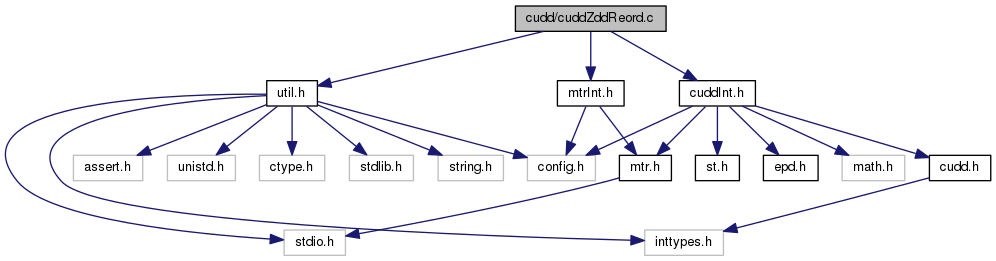 cudd/cuddZddReord.c
util.h
mtrInt.h
cuddInt.h
assert.h
unistd.h
ctype.h
stdlib.h
string.h
config.h
mtr.h
st.h
epd.h
math.h
cudd.h
stdio.h
inttypes.h